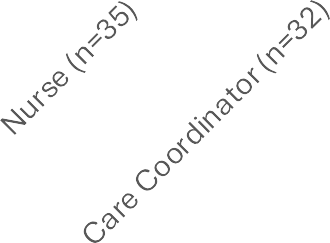 Nurse (n=35)
Care Coordinator (n=32)